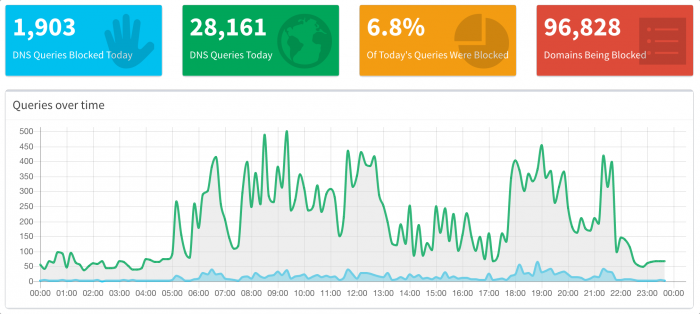 1,903
DNS Queries Blocked Today
28,161
DNS Queries Today
6.8%
Of Today's Queries Were Blocked
96,828
Domains Being Blocked
Queries over time
500
450
400
350
300
250
200
150
100
50
0
00:00 01:00 02:00 03:00 04:00 05:00 06:00 07:00 08:00 09:00 10:00 11:00 12:00 13:00 14:00 15:00 16:00 17:00 18:00 19:00 20:00 21:00 22:00 23:00 00:00